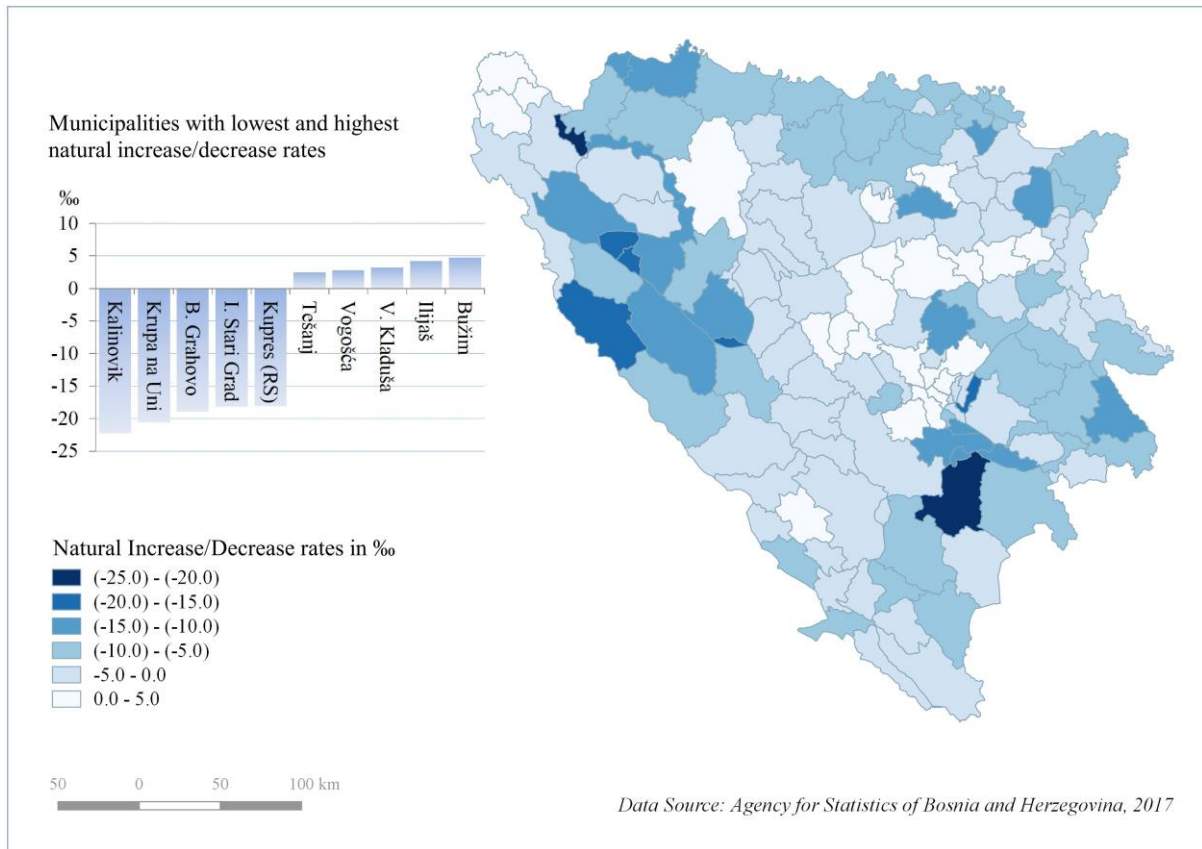 Municipalities with lowest and highest
natural increase/decrease rates
‰
10
5
0
-5
-10
-15
-20
-25
Kalinovik
Krupa na Uni
B. Grahovo
I. Stari Grad
Kupres (RS)
Tešanj
Vogošća
V. Kladuša
Ilijaš
Bužim
Natural Increase/Decrease rates in ‰
(-25.0) - (-20.0)
(-20.0) - (-15.0)
(-15.0) - (-10.0)
(-10.0) - (-5.0)
-5.0 - 0.0
0.0 - 5.0
50 0 50 100 km
Data Source: Agency for Statistics of Bosnia and Herzegovina, 2017